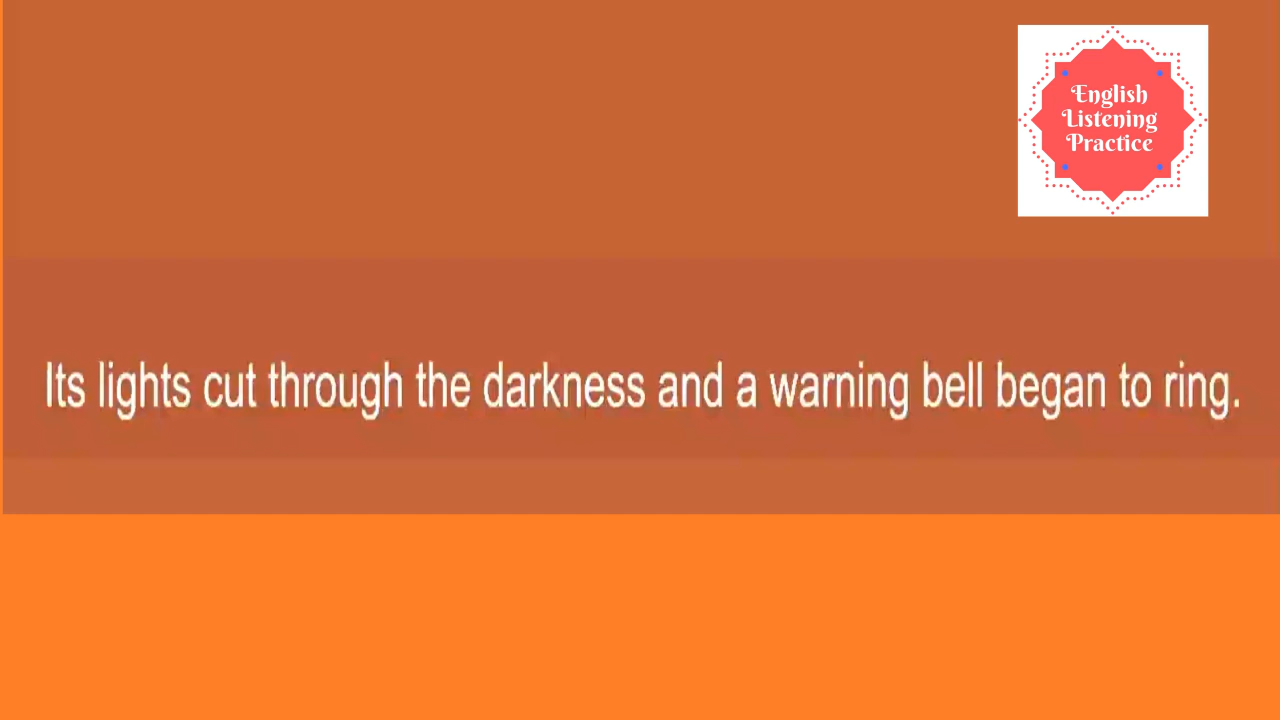 English
Listening
Practice
Its lights cut through the darkness and a warning bell began to ring.